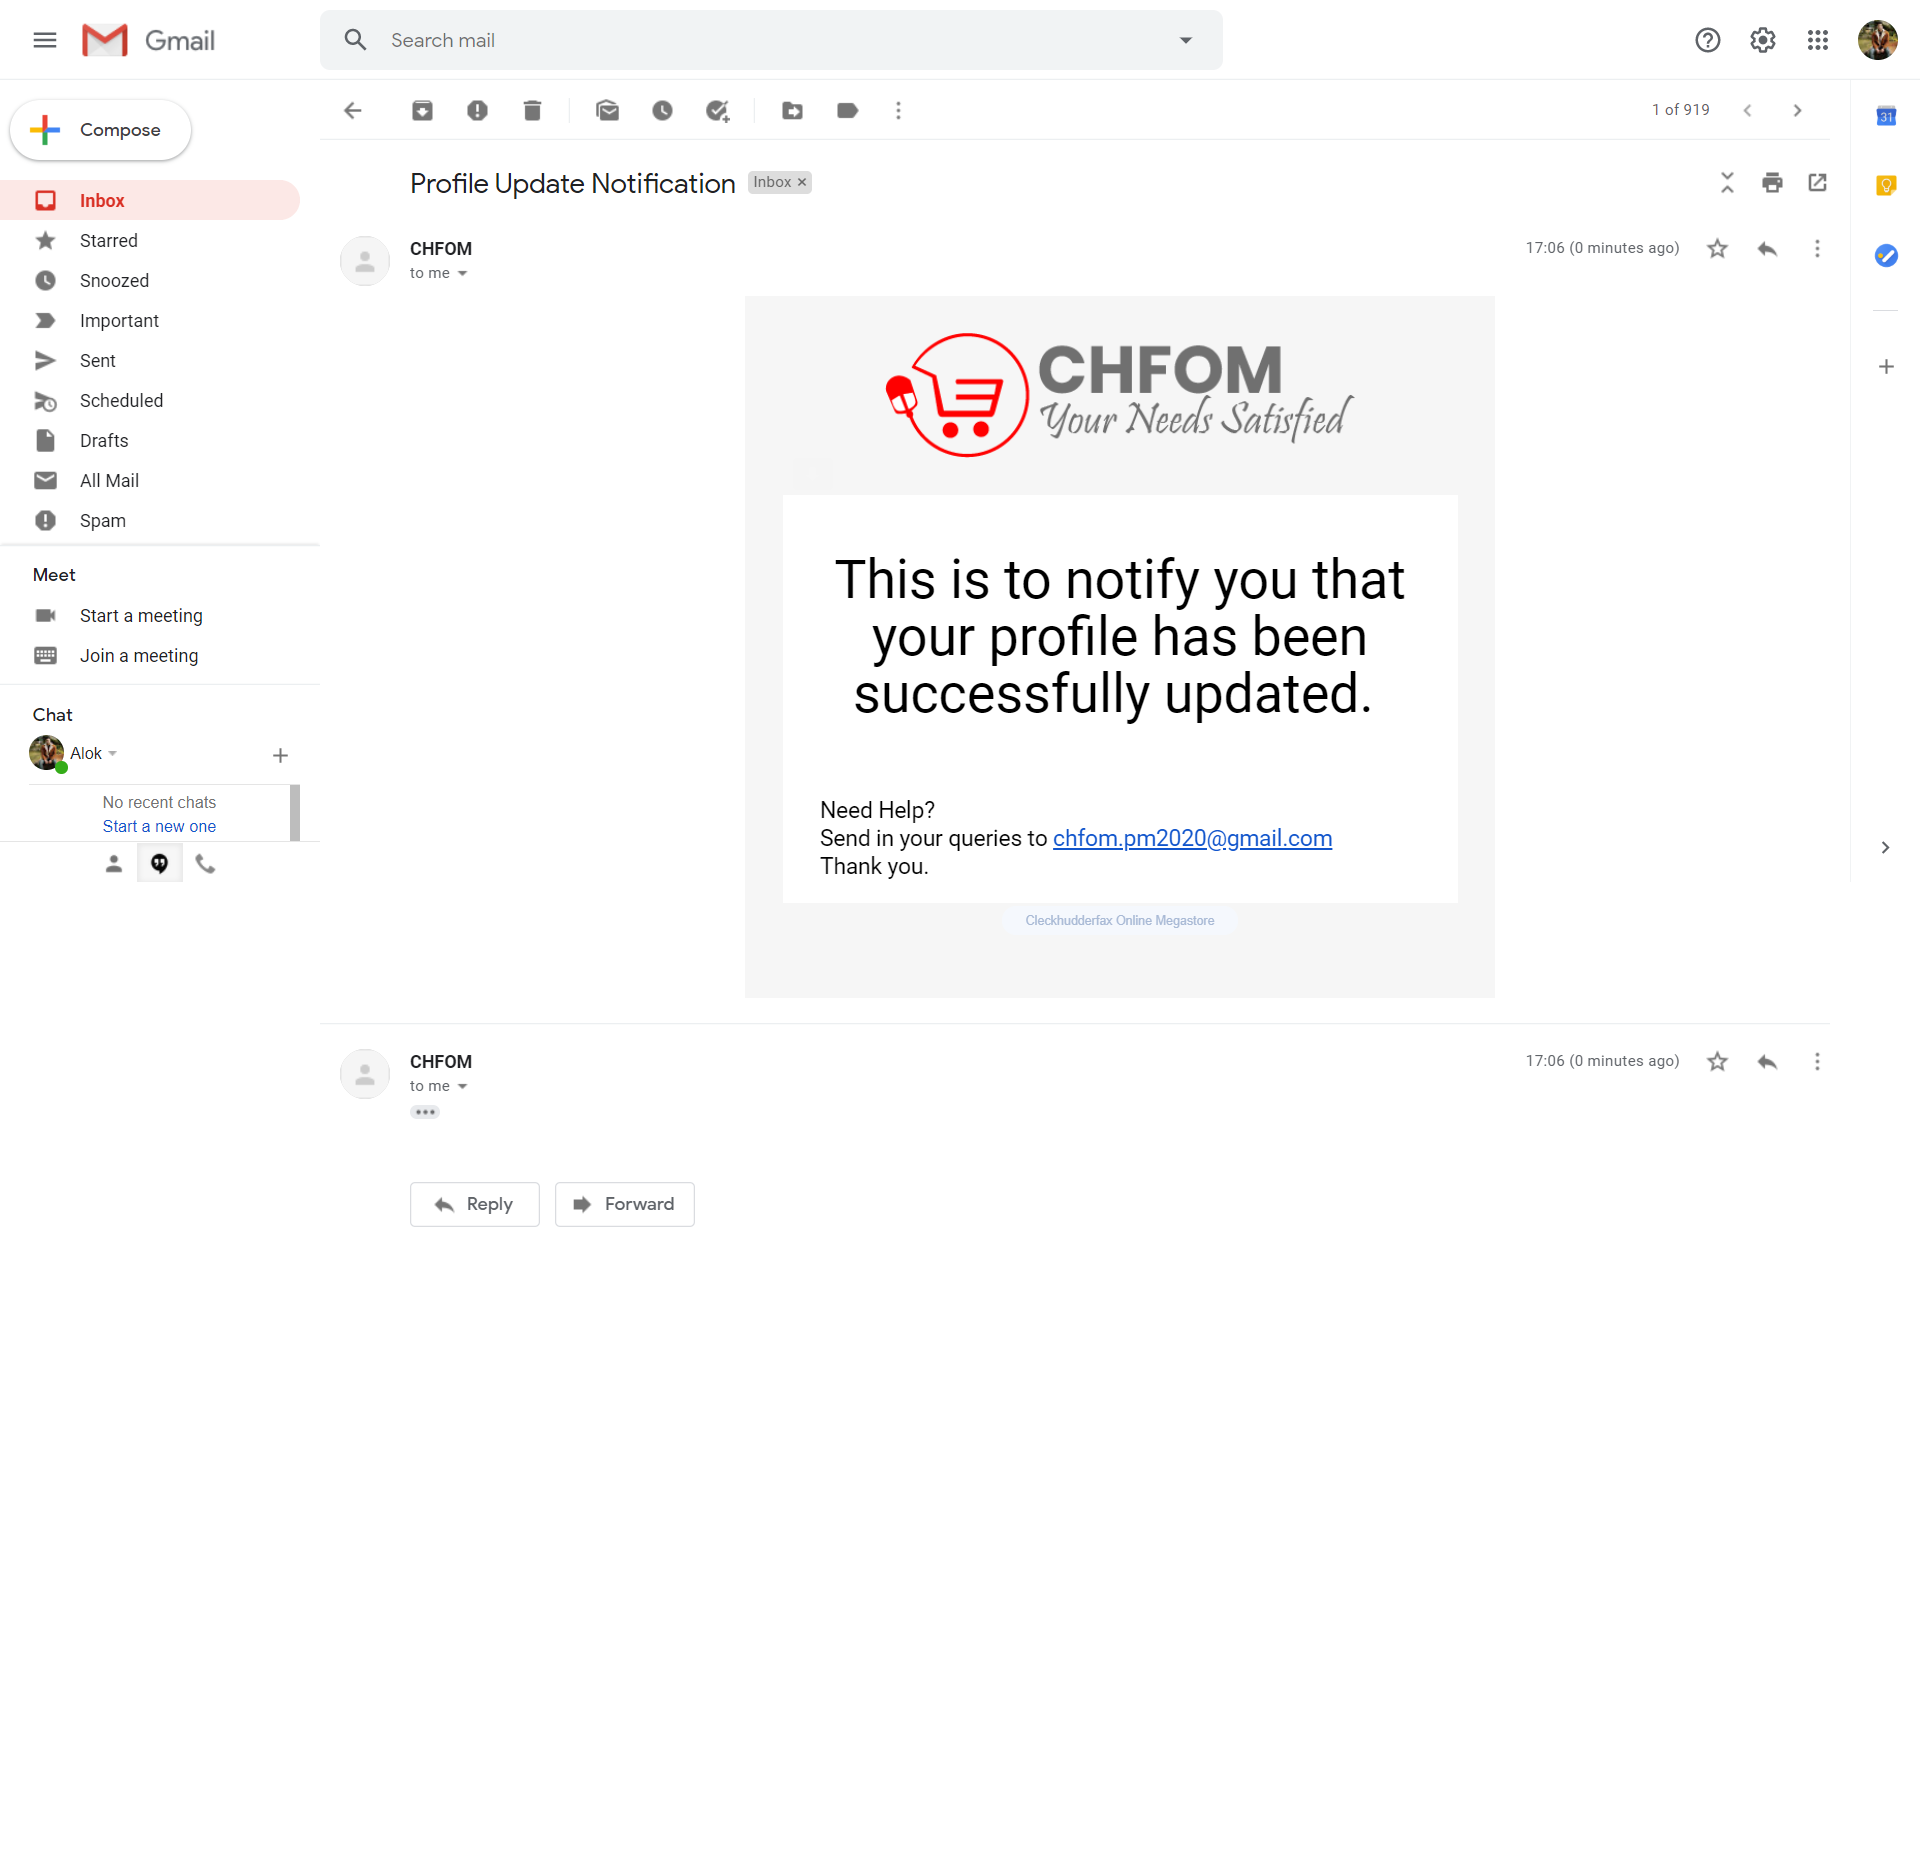 Gmail
Search mail
Compose
1 of 919
31
Inbox
Starred
Snoozed
Important
Sent
Scheduled
Drafts
All Mail
Spam
Meet
Start a meeting
Join a meeting
Chat
Alok
No recent chats
Start a new one
Profile Update Notification
Inbox
CHFOM
17:06 (0 minutes ago)
to me
CHFOM
Your Needs Satisfied
This is to notify you that
your profile has been
successfully updated.
Need Help?
Send in your queries to chfom.pm2020@gmail.com
Thank you.
Cleckhudderfax Online Megastore
CHFOM
17:06 (0 minutes ago)
to me
Reply
Forward